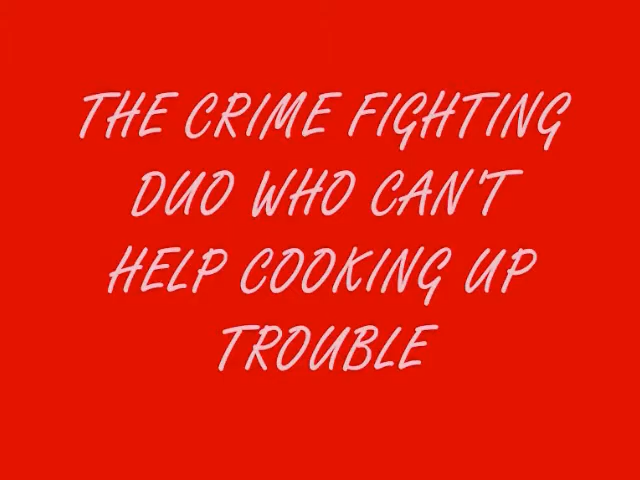 THE CRIME FIGHTING
DUO WHO CAN'T
HELP COOKING UP
TROUBLE